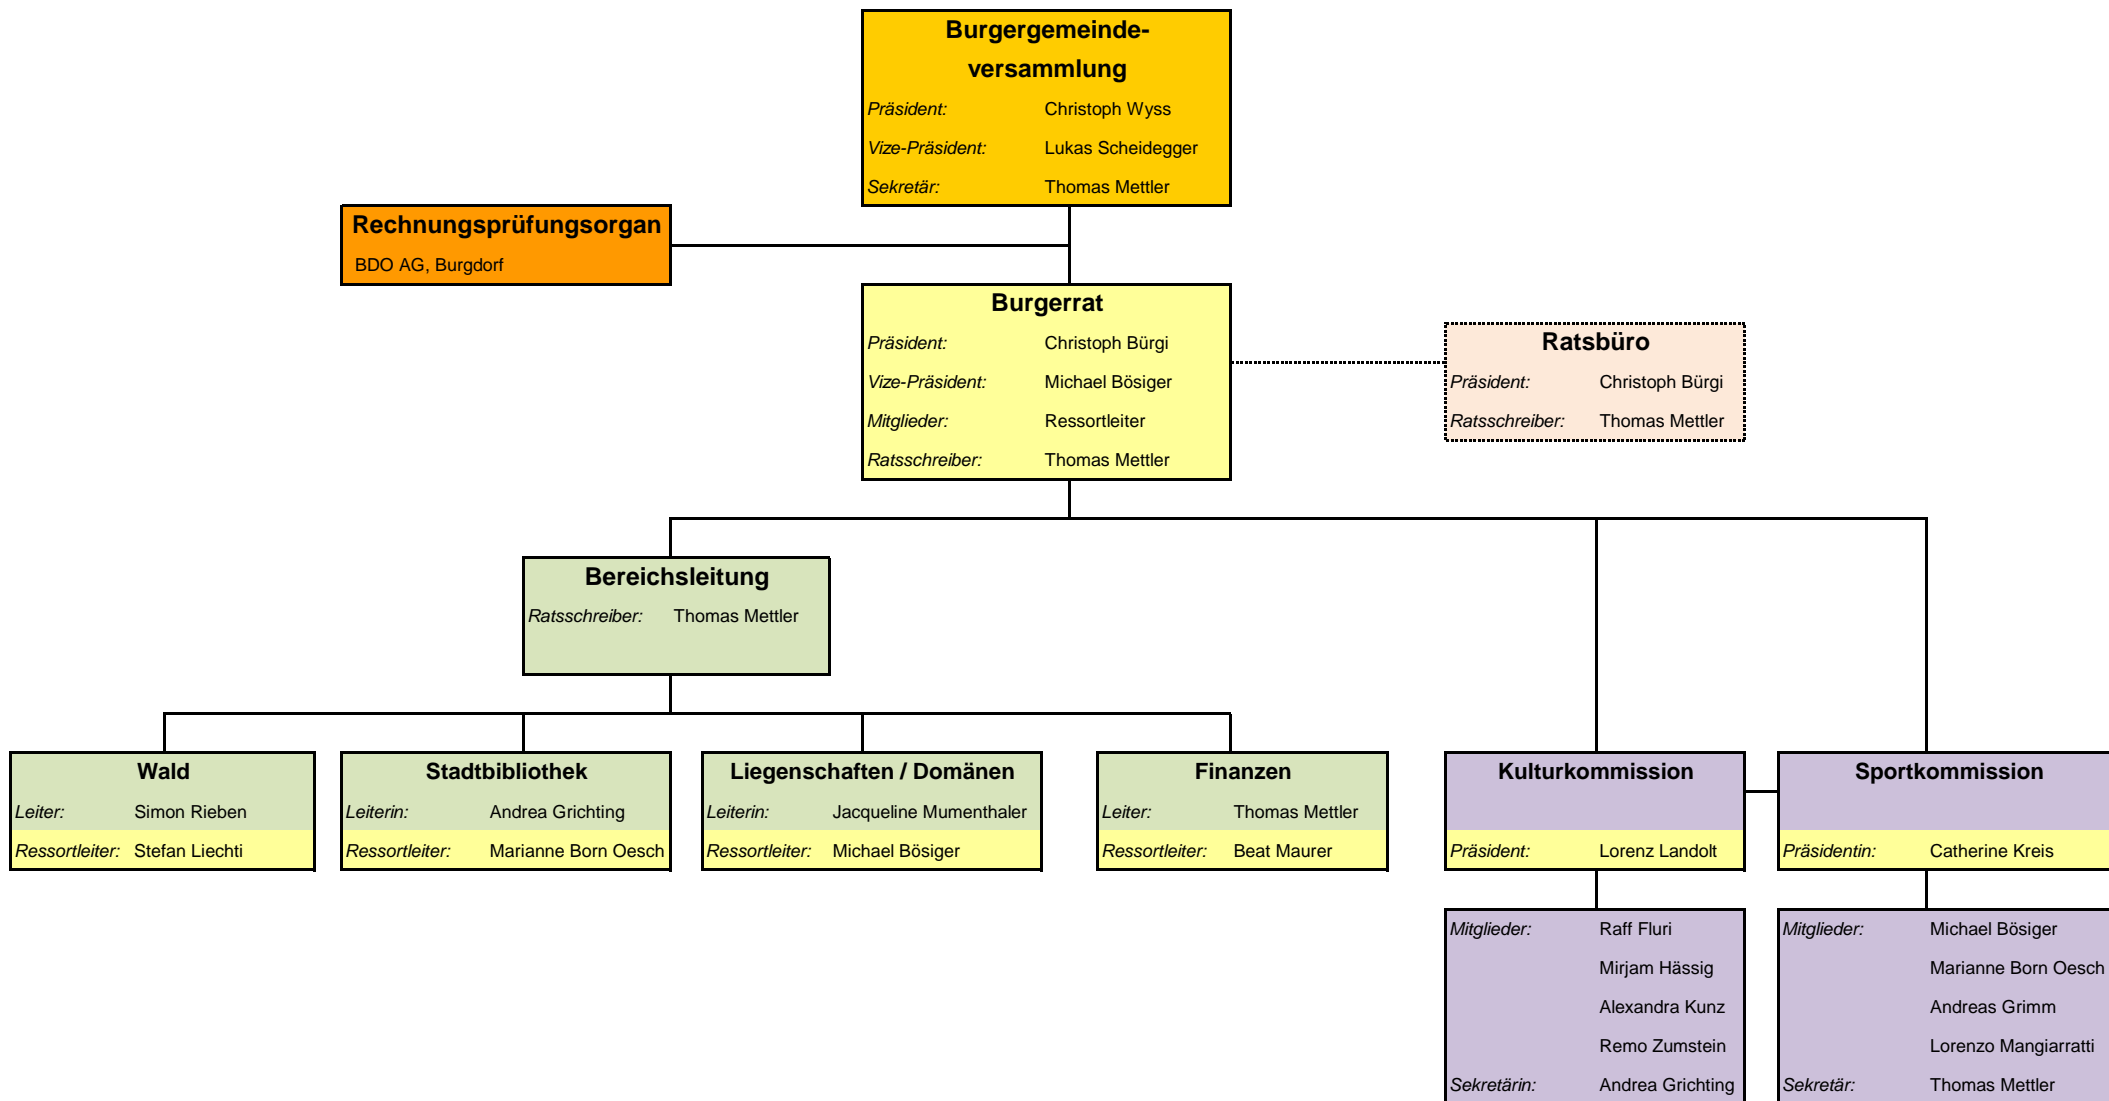 Burgergemeinde-
versammlung
Präsident: Christoph Wyss
Vize-Präsident: Lukas Scheidegger
Sekretär: Thomas Mettler
Rechnungsprüfungsorgan
BDO AG, Burgdorf
Burgerrat
Präsident: Christoph Bürgi
Vize-Präsident: Michael Bösiger
Mitglieder: Ressortleiter
Ratsschreiber: Thomas Mettler
Ratsbüro
Präsident: Christoph Bürgi
Ratsschreiber: Thomas Mettler
Bereichsleitung
Ratsschreiber: Thomas Mettler
Wald
Leiter: Simon Rieben
Ressortleiter: Stefan Liechti
Stadtbibliothek
Leiterin: Andrea Grichting
Ressortleiter: Marianne Born Oesch
Liegenschaften / Domänen
Leiterin: Jacqueline Mumenthaler
Ressortleiter: Michael Bösiger
Finanzen
Leiter: Thomas Mettler
Ressortleiter: Beat Maurer
Kulturkommission
Präsident: Lorenz Landolt
Mitglieder: Raff Fluri
Mirjam Hässig
Alexandra Kunz
Remo Zumstein
Sekretärin: Andrea Grichting
Sportkommission
Präsidentin: Catherine Kreis
Mitglieder: Michael Bösiger
Marianne Born Oesch
Andreas Grimm
Lorenzo Mangiarratti
Sekretär: Thomas Mettler